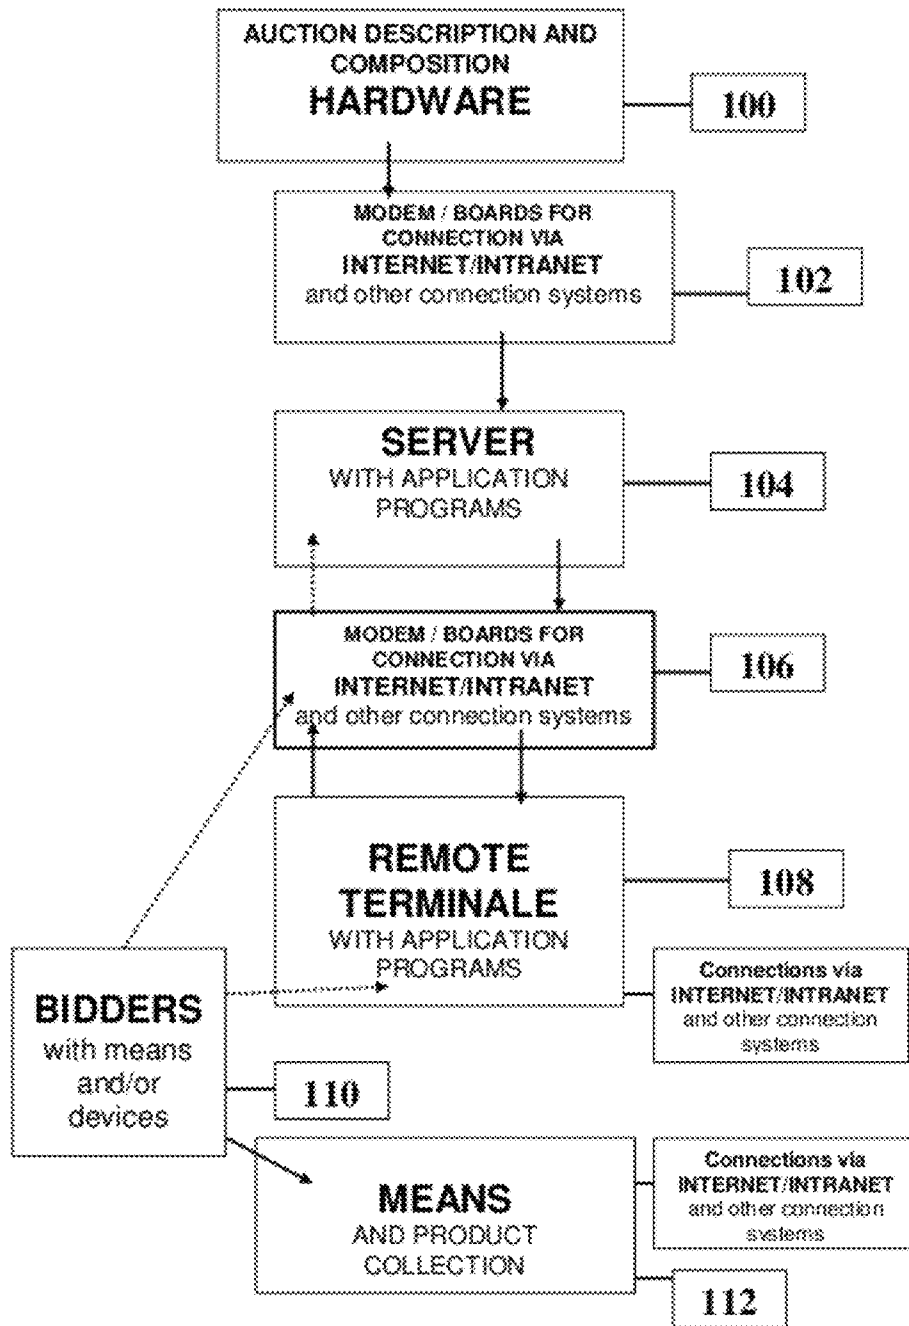 AUCTION DESCRIPTION AND
COMPOSITION
HARDWARE
100
MODEM / BOARDS FOR
CONNECTION VIA
INTERNET/INTRANET
and other connection systems
102
SERVER
WITH APPLICATION
PROGRAMS
104
MODEM / BOARDS FOR
CONNECTION VIA
INTERNET/INTRANET
and other connection systems
106
REMOTE
TERMINALE
WITH APPLICATION
PROGRAMS
108
Connections via
INTERNET/INTRANET
and other connection
systems
BIDDERS
with means
and/or
devices
110
MEANS
AND PRODUCT
COLLECTION
Connections via
INTERNET/INTRANET
and other connection
systems
112